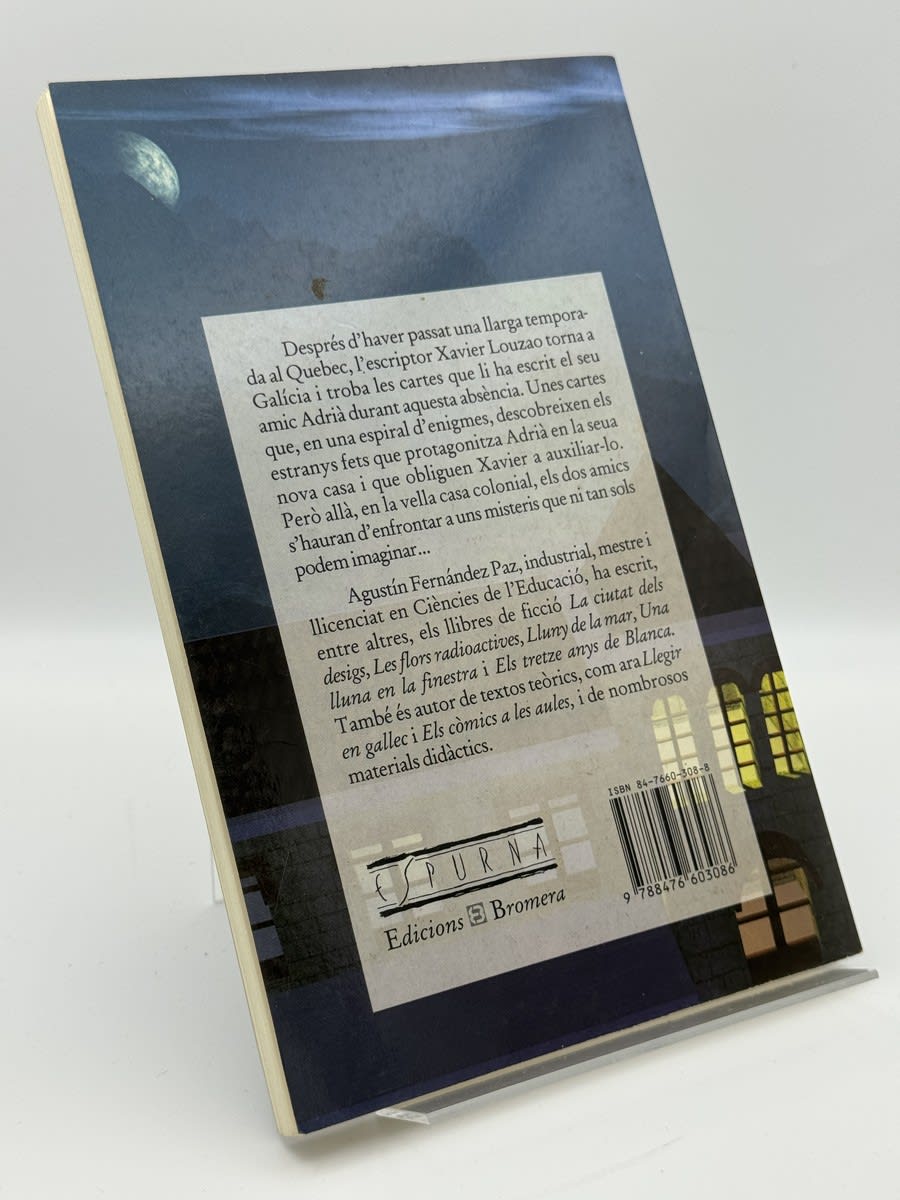 Després d'haver passat una llarga tempora-
da al Quebec, l'escriptor Xavier Louzao torna a
Galícia i troba les cartes que li ha escrit el seu
amic Adrià durant aquesta absència. Unes cartes
que, en una espiral d'enigmes, descobreixen els
estranys fets que protagonitza Adrià en la seua
nova casa i que obliguen Xavier a auxiliar-lo.
Però allà, en la vella casa colonial, els dos amics
s'hauran d'enfrontar a uns misteris que ni tan sols
podem imaginar...
Agustín Fernández Paz, industrial, mestre i
llicenciat en Ciències de l'Educació, ha escrit,
entre altres, els llibres de ficció La ciutat dels
desigs, Les flors radioactives, Lluny de la mar, Una
lluna en la finestra i Els tretze anys de Blanca.
També és autor de textos teòrics, com ara Llegir
en gallec i Els còmics a les aules, i de nombrosos
materials didàctics.
ISBN 84-7660-308-8
9 788476 603086
ESPURNA
Edicions Bromera